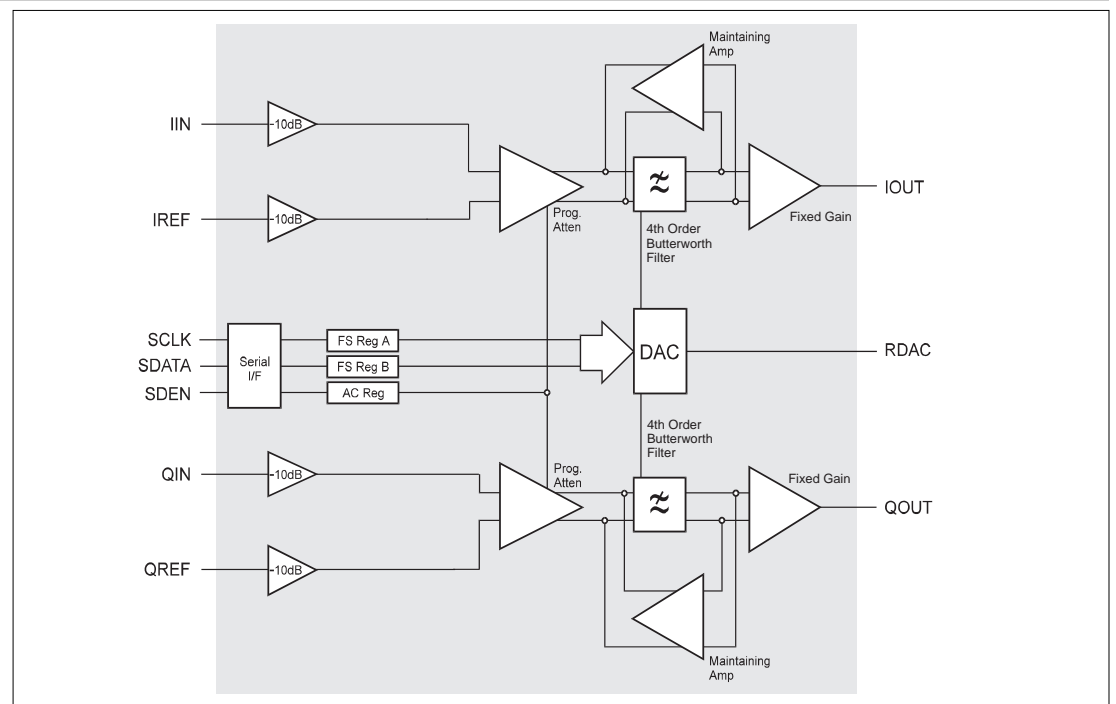 Maintaining
Amp
IIN
-10dB
IOUT
Fixed Gain
IREF
-10dB
Prog.
Atten
4th Order
Butterworth
Filter
SCLK
SDATA
SDEN
Serial
I/F
FS Reg A
FS Reg B
AC Reg
DAC
RDAC
4th Order
Butterworth
Filter
QIN
-10dB
Prog.
Atten
Fixed Gain
QOUT
QREF
-10dB
Maintaining
Amp